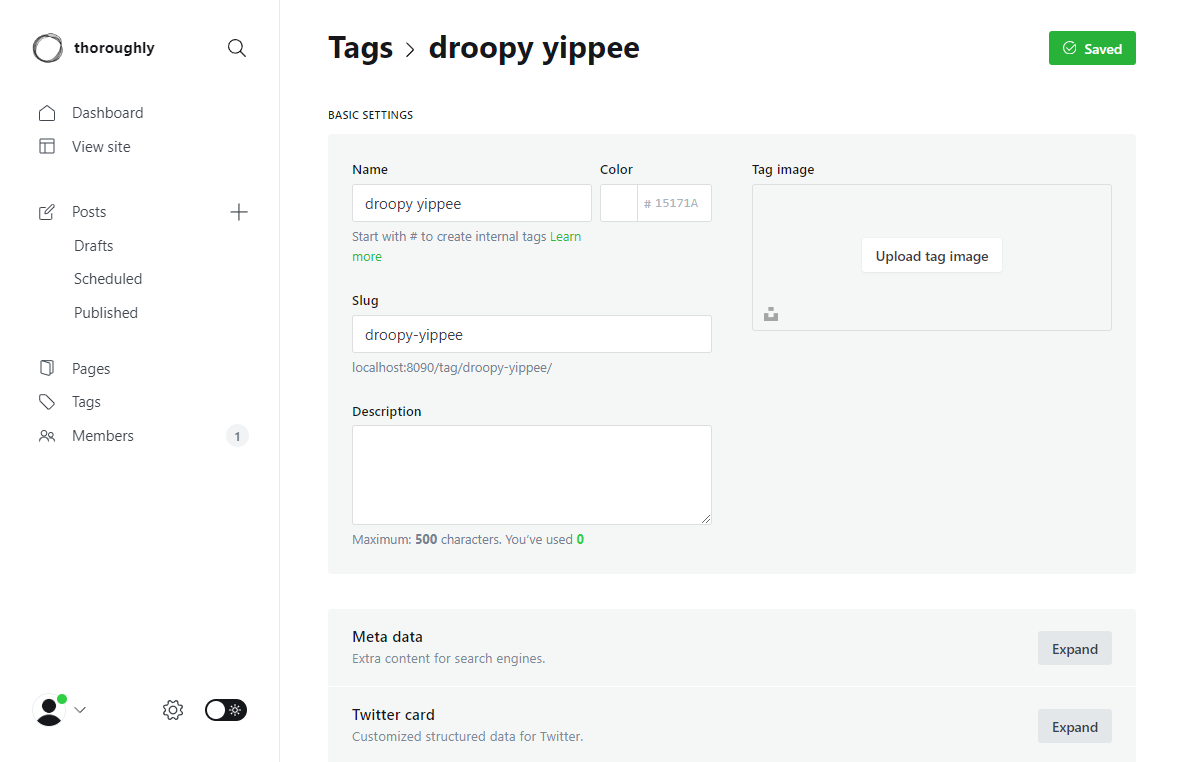 thoroughly
Dashboard
View site
Posts
Drafts
Scheduled
Published
Pages
Tags
Members
1
Tags › droopy yippee
Saved
BASIC SETTINGS
Name
Color
Tag image
droopy yippee
# 15171A
Start with # to create internal tags Learn
more
Upload tag image
Slug
droopy-yippee
localhost:8090/tag/droopy-yippee/
Description
Maximum: 500 characters. You’ve used 0
Meta data
Extra content for search engines.
Expand
Twitter card
Customized structured data for Twitter.
Expand